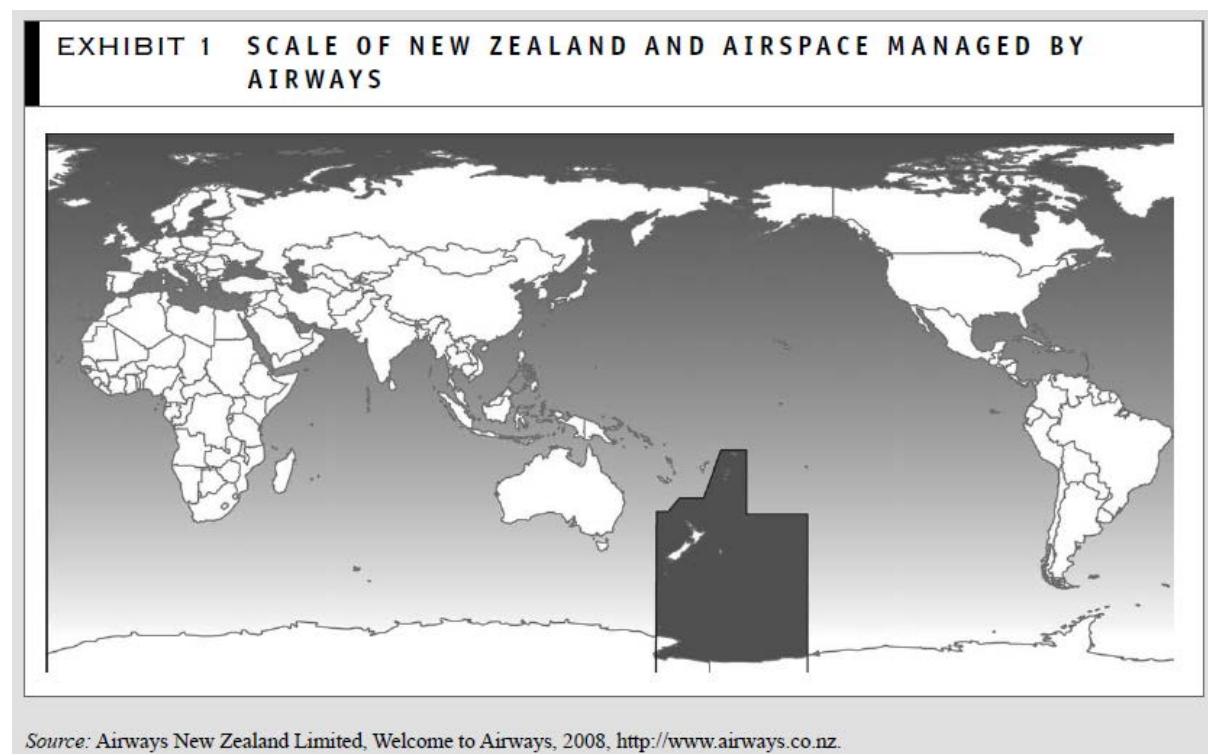 EXHIBIT 1 SCALE OF NEW ZEALAND AND AIRSPACE MANAGED BY
AIRWAYS
Source: Airways New Zealand Limited, Welcome to Airways, 2008, http://www.airways.co.nz.